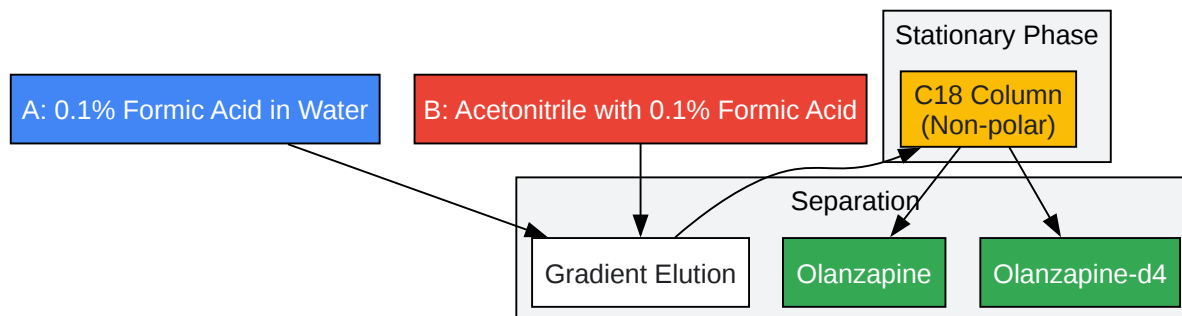 Stationary Phase
A: 0.1% Formic Acid in Water
B: Acetonitrile with 0.1% Formic Acid
C18 Column
(Non-polar)
Separation
Gradient Elution
Olanzapine
Olanzapine-d4